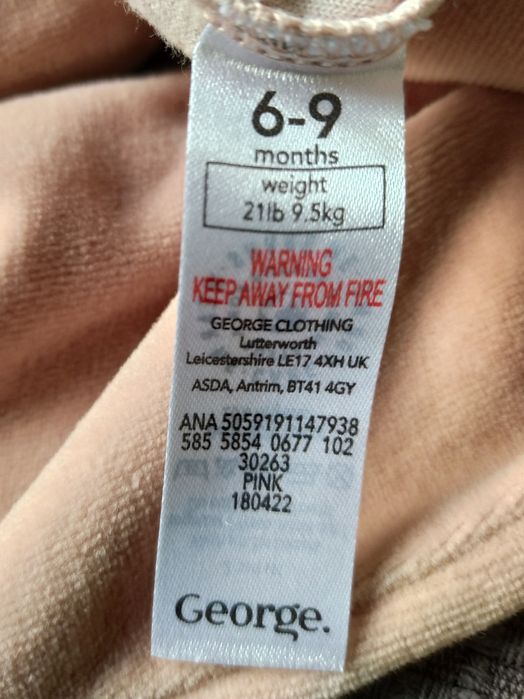 6-9
months
weight
21lb 9.5kg
WARNING
KEEP AWAY FROM FIRE
GEORGE CLOTHING
Lutterworth
Leicestershire LE17 4XH UK
ASDA, Antrim, BT41 4GY
ANA 5059191147938
585 5854 0677 102
30263
PINK
180422
George.